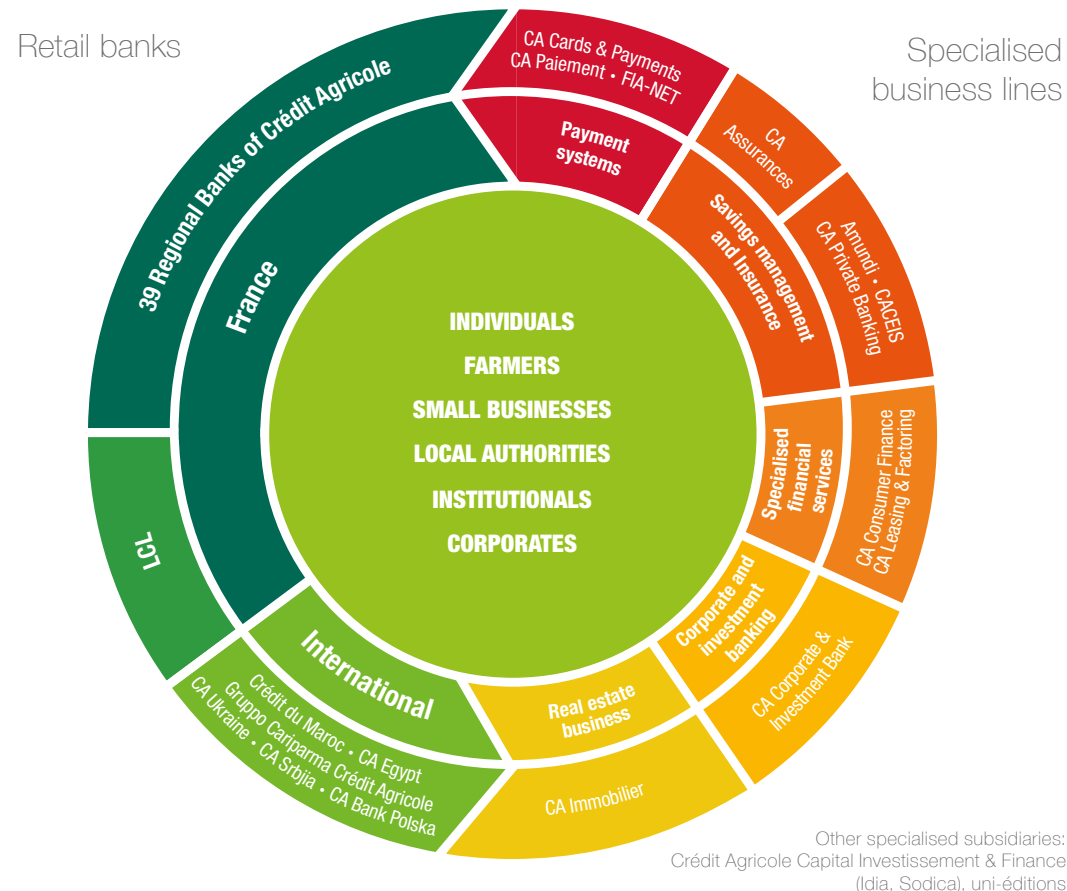 Retail banks
Specialised
business lines
39 Regional Banks of Crédit Agricole
France
LCL
International
Crédit du Maroc • CA Egypt
Gruppo Cariparma Crédit Agricole
CA Ukraine • CA Srbjia • CA Bank Polska
CA Cards & Payments
CA Paiement • FIA-NET
Payment
systems
CA
Assurances
Savings management
and Insurance
Amundi • CACEIS
CA Private Banking
Specialised
financial
services
CA Consumer Finance
CA Leasing & Factoring
Corporate and
investment
banking
CA Corporate &
Investment Bank
Real estate
business
CA Immobilier
INDIVIDUALS
FARMERS
SMALL BUSINESSES
LOCAL AUTHORITIES
INSTITUTIONALS
CORPORATES
Other specialised subsidiaries:
Crédit Agricole Capital Investissement & Finance
(Idia, Sodica), uni-éditions